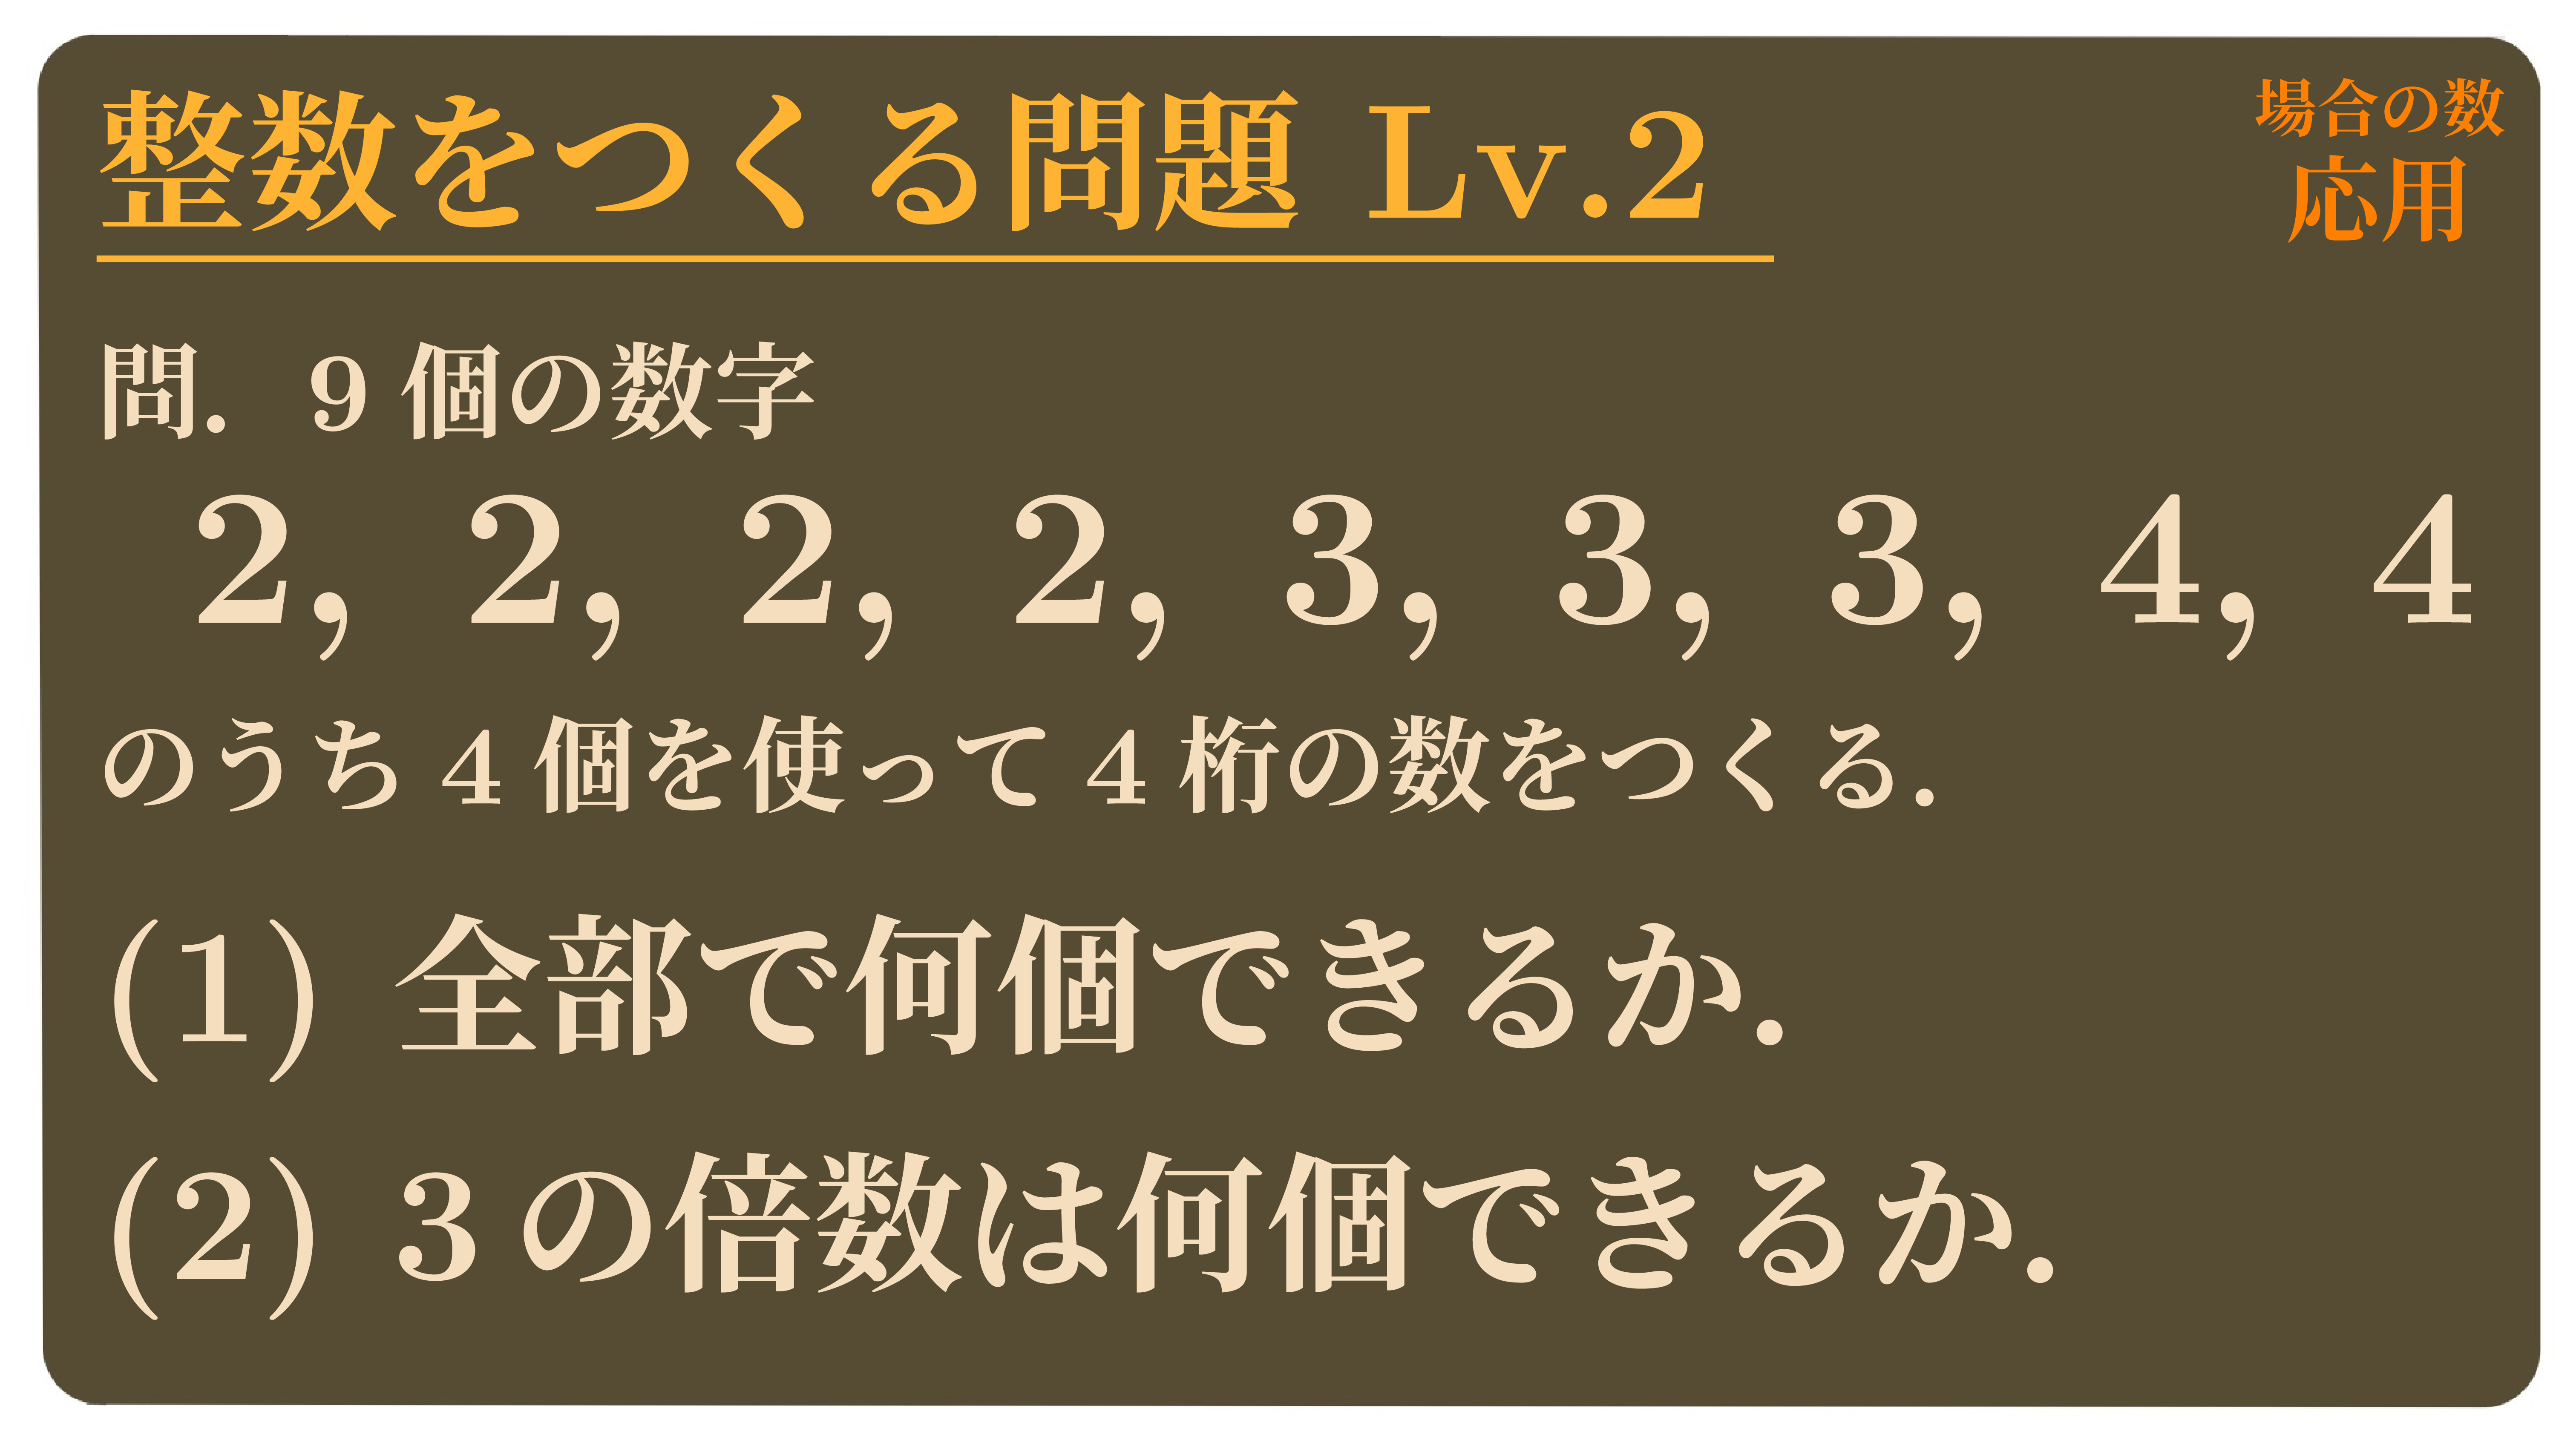 整数をつくる問題 Lv.2
場合の数
応用
問. 9 個の数字
2, 2, 2, 2, 3, 3, 3, 4, 4
のうち 4 個を使って 4 桁の数をつくる.
(1) 全部で何個できるか.
(2) 3 の倍数は何個できるか.